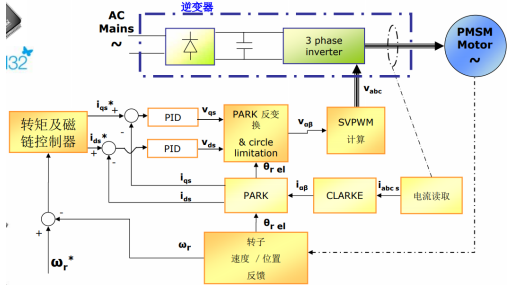 逆变器
AC
Mains
~
3 phase
inverter
PMSM
Motor
~
I32
v_abc
i_qs*
PID
v_qs
转矩及磁
链控制器
i_ds*
PID
v_ds
PARK 反变
换
& circle
limitation
v_αβ
SVPWM
计算
+
-
+
-
θ_r el
i_qs
i_ds
PARK
i_αβ
CLARKE
i_abc s
电流读取
θ_r el
-
+
ω_r
转子
速度 / 位置
反馈
ω_r*